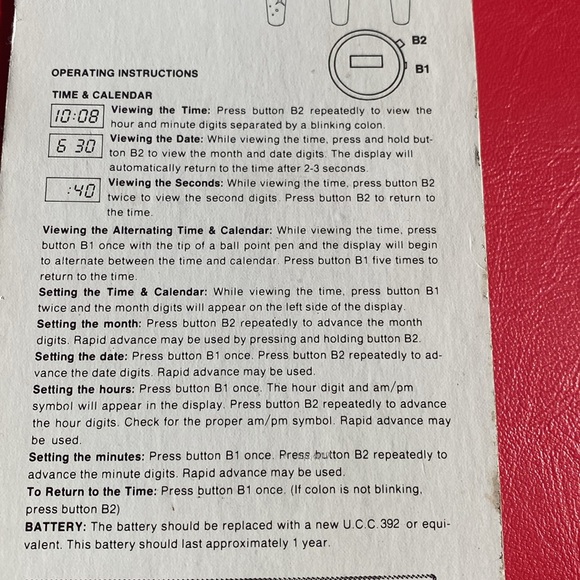 B2
B1
OPERATING INSTRUCTIONS
TIME & CALENDAR
10:08
Viewing the Time: Press button B2 repeatedly to view the
hour and minute digits separated by a blinking colon.
6 30
Viewing the Date: While viewing the time, press and hold but-
ton B2 to view the month and date digits. The display will
automatically return to the time after 2-3 seconds.
:40
Viewing the Seconds: While viewing the time, press button B2
twice to view the second digits. Press button B2 to return to
the time.
Viewing the Alternating Time & Calendar: While viewing the time, press
button B1 once with the tip of a ball point pen and the display will begin
to alternate between the time and calendar. Press button B1 five times to
return to the time.
Setting the Time & Calendar: While viewing the time, press button B1
twice and the month digits will appear on the left side of the display.
Setting the month: Press button B2 repeatedly to advance the month
digits. Rapid advance may be used by pressing and holding button B2.
Setting the date: Press button B1 once. Press button B2 repeatedly to ad-
vance the date digits. Rapid advance may be used.
Setting the hours: Press button B1 once. The hour digit and am/pm
symbol will appear in the display. Press button B2 repeatedly to advance
the hour digits. Check for the proper am/pm symbol. Rapid advance may
be used.
Setting the minutes: Press button B1 once. Press button B2 repeatedly to
advance the minute digits. Rapid advance may be used.
To Return to the Time: Press button B1 once. (If colon is not blinking,
press button B2)
BATTERY: The battery should be replaced with a new U.C.C. 392 or equi-
valent. This battery should last approximately 1 year.